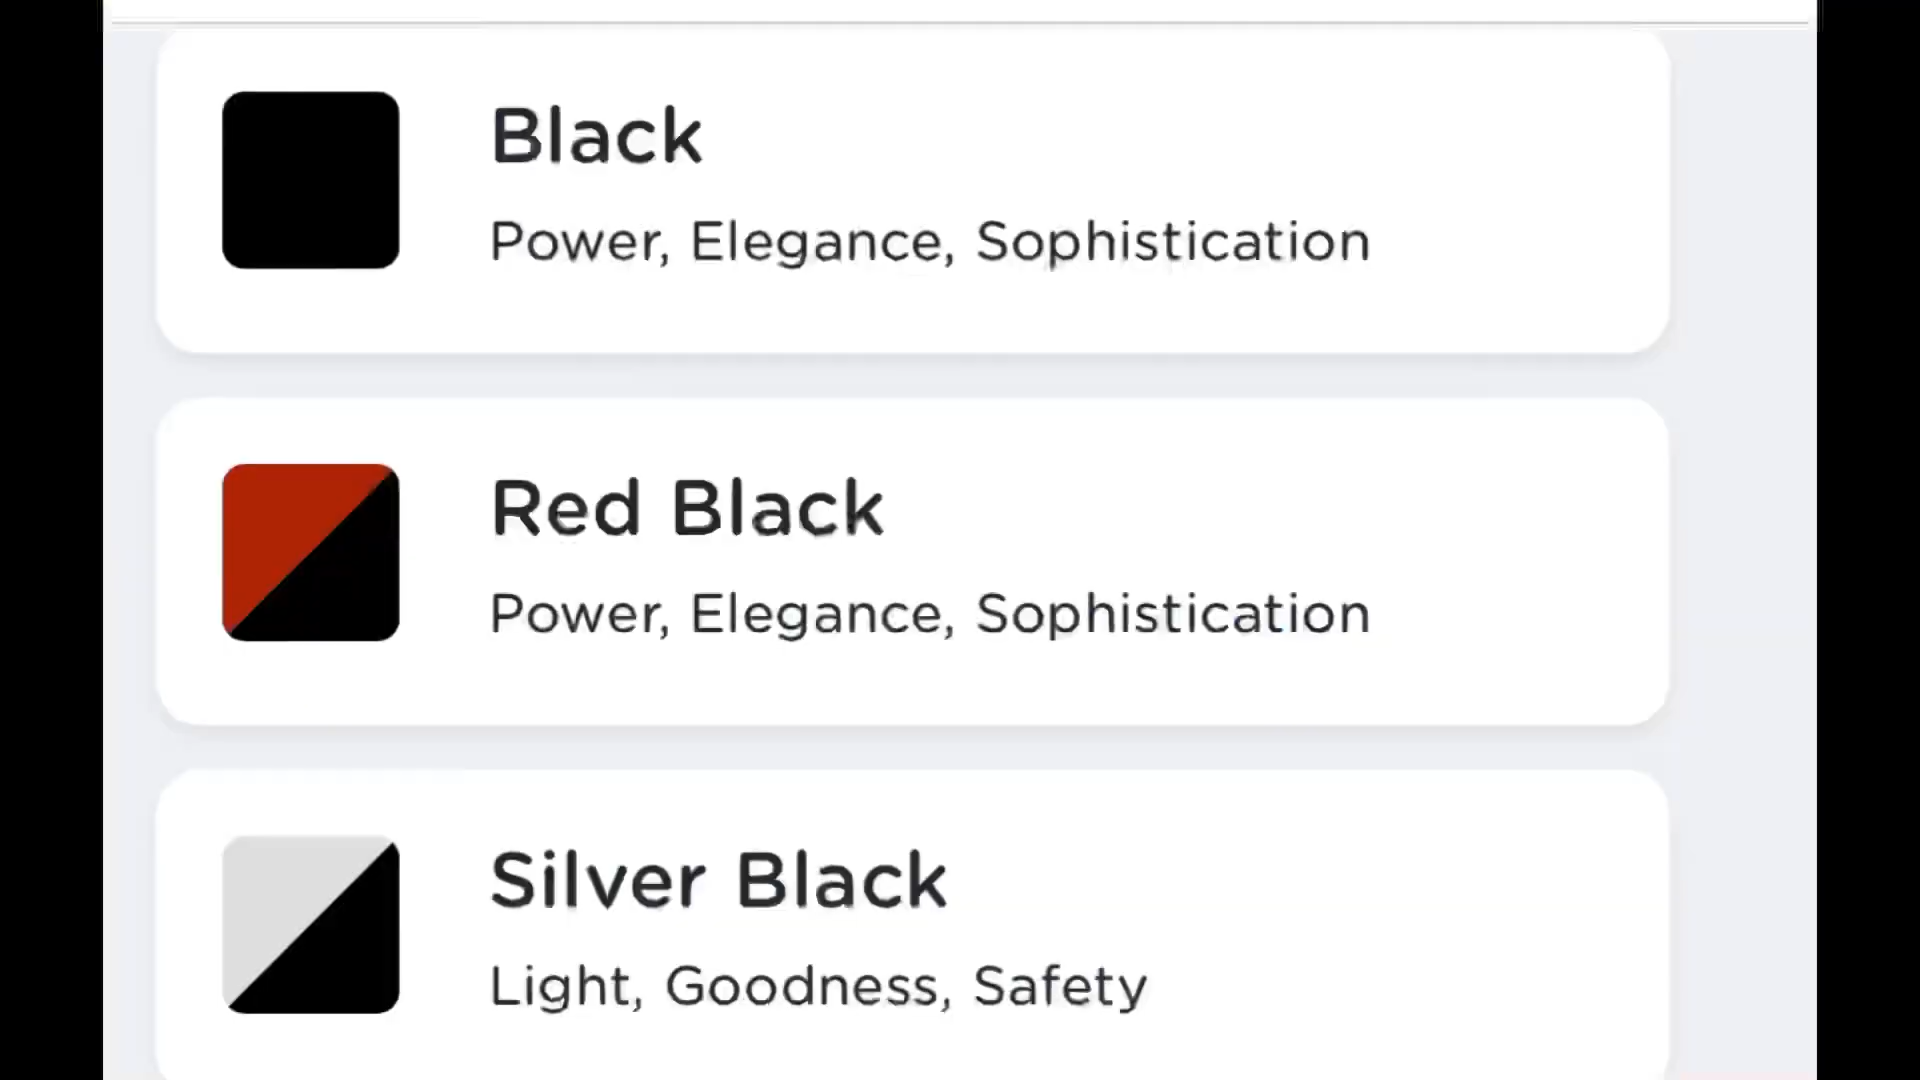 Black
Power, Elegance, Sophistication
Red Black
Power, Elegance, Sophistication
Silver Black
Light, Goodness, Safety